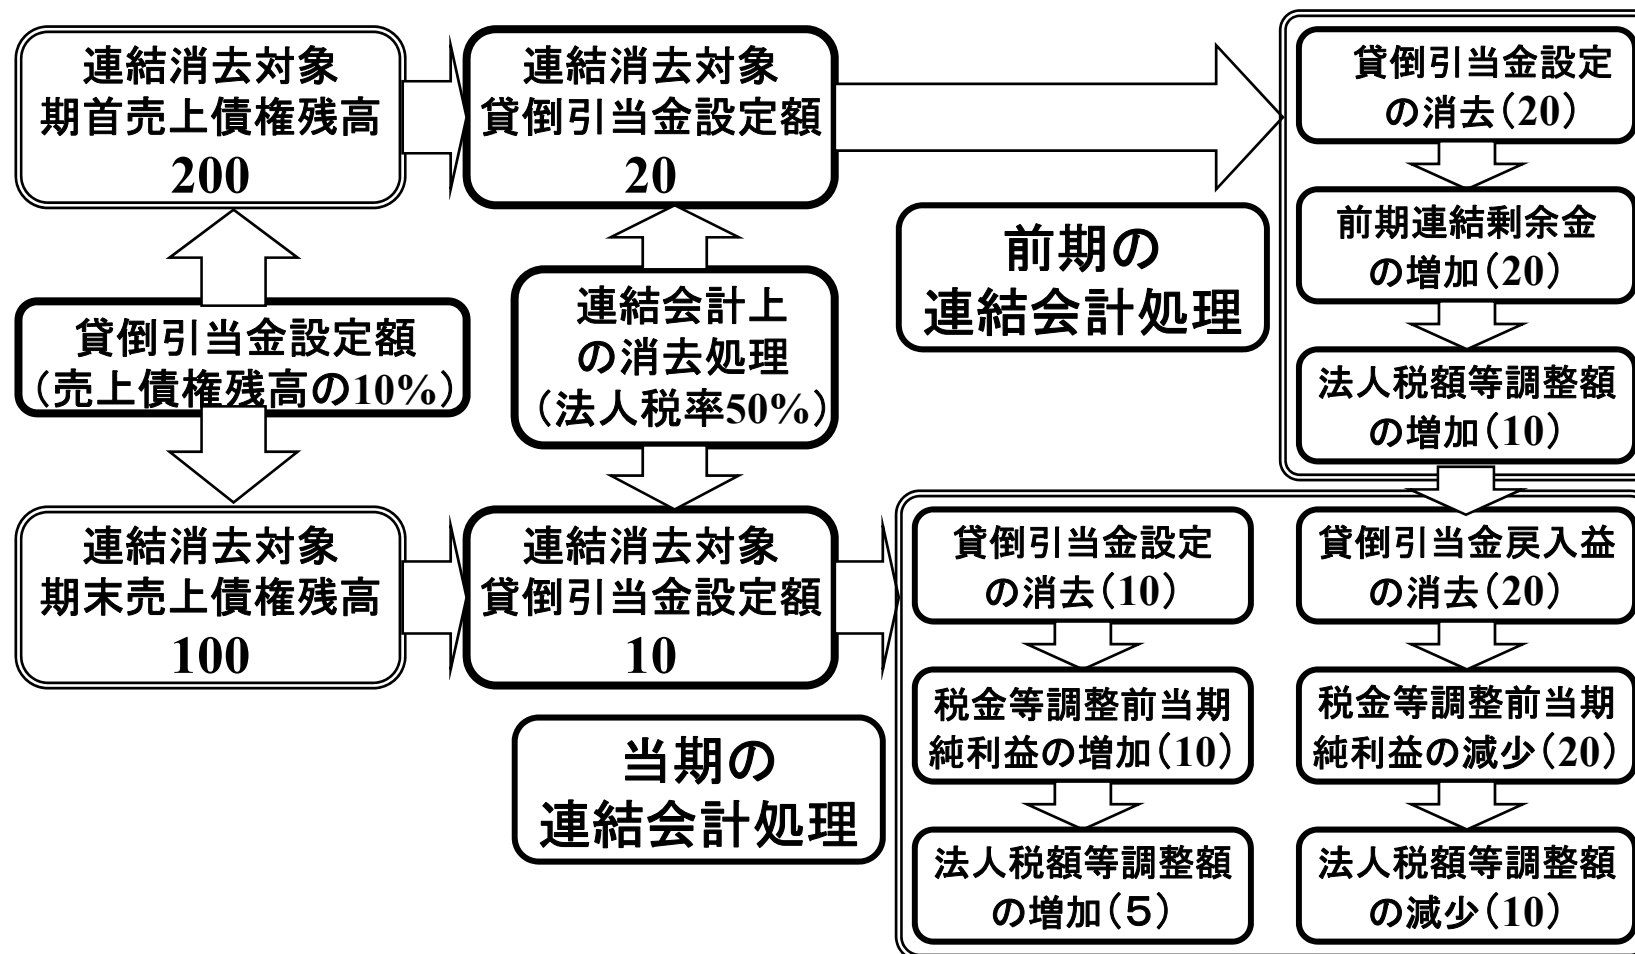 連結消去対象
期首売上債権残高
200
連結消去対象
貸倒引当金設定額
20
貸倒引当金設定
の消去(20)
前期連結剰余金
の増加(20)
法人税額等調整額
の増加(10)
前期の
連結会計処理
貸倒引当金設定額
(売上債権残高の10%)
連結会計上
の消去処理
(法人税率50%)
連結消去対象
期末売上債権残高
100
連結消去対象
貸倒引当金設定額
10
貸倒引当金設定
の消去(10)
税金等調整前当期
純利益の増加(10)
法人税額等調整額
の増加(5)
貸倒引当金戻入益
の消去(20)
税金等調整前当期
純利益の減少(20)
法人税額等調整額
の減少(10)
当期の
連結会計処理